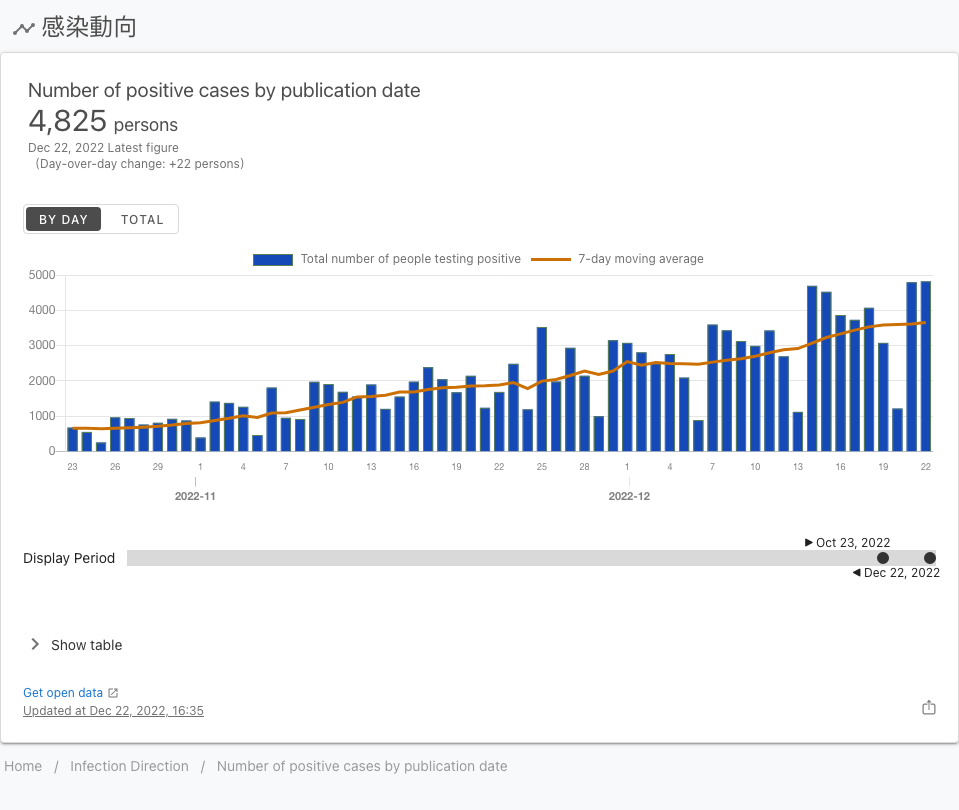 感染動向
Number of positive cases by publication date
4,825 persons
Dec 22, 2022 Latest figure
(Day-over-day change: +22 persons)
BY DAY TOTAL
Total number of people testing positive 7-day moving average
5000
4000
3000
2000
1000
0
23 26 29 1 4 7 10 13 16 19 22 25 28 1 4 7 10 13 16 19 22
2022-11 2022-12
Oct 23, 2022
Display Period
Dec 22, 2022
Show table
Get open data
Updated at Dec 22, 2022, 16:35
Home / Infection Direction / Number of positive cases by publication date